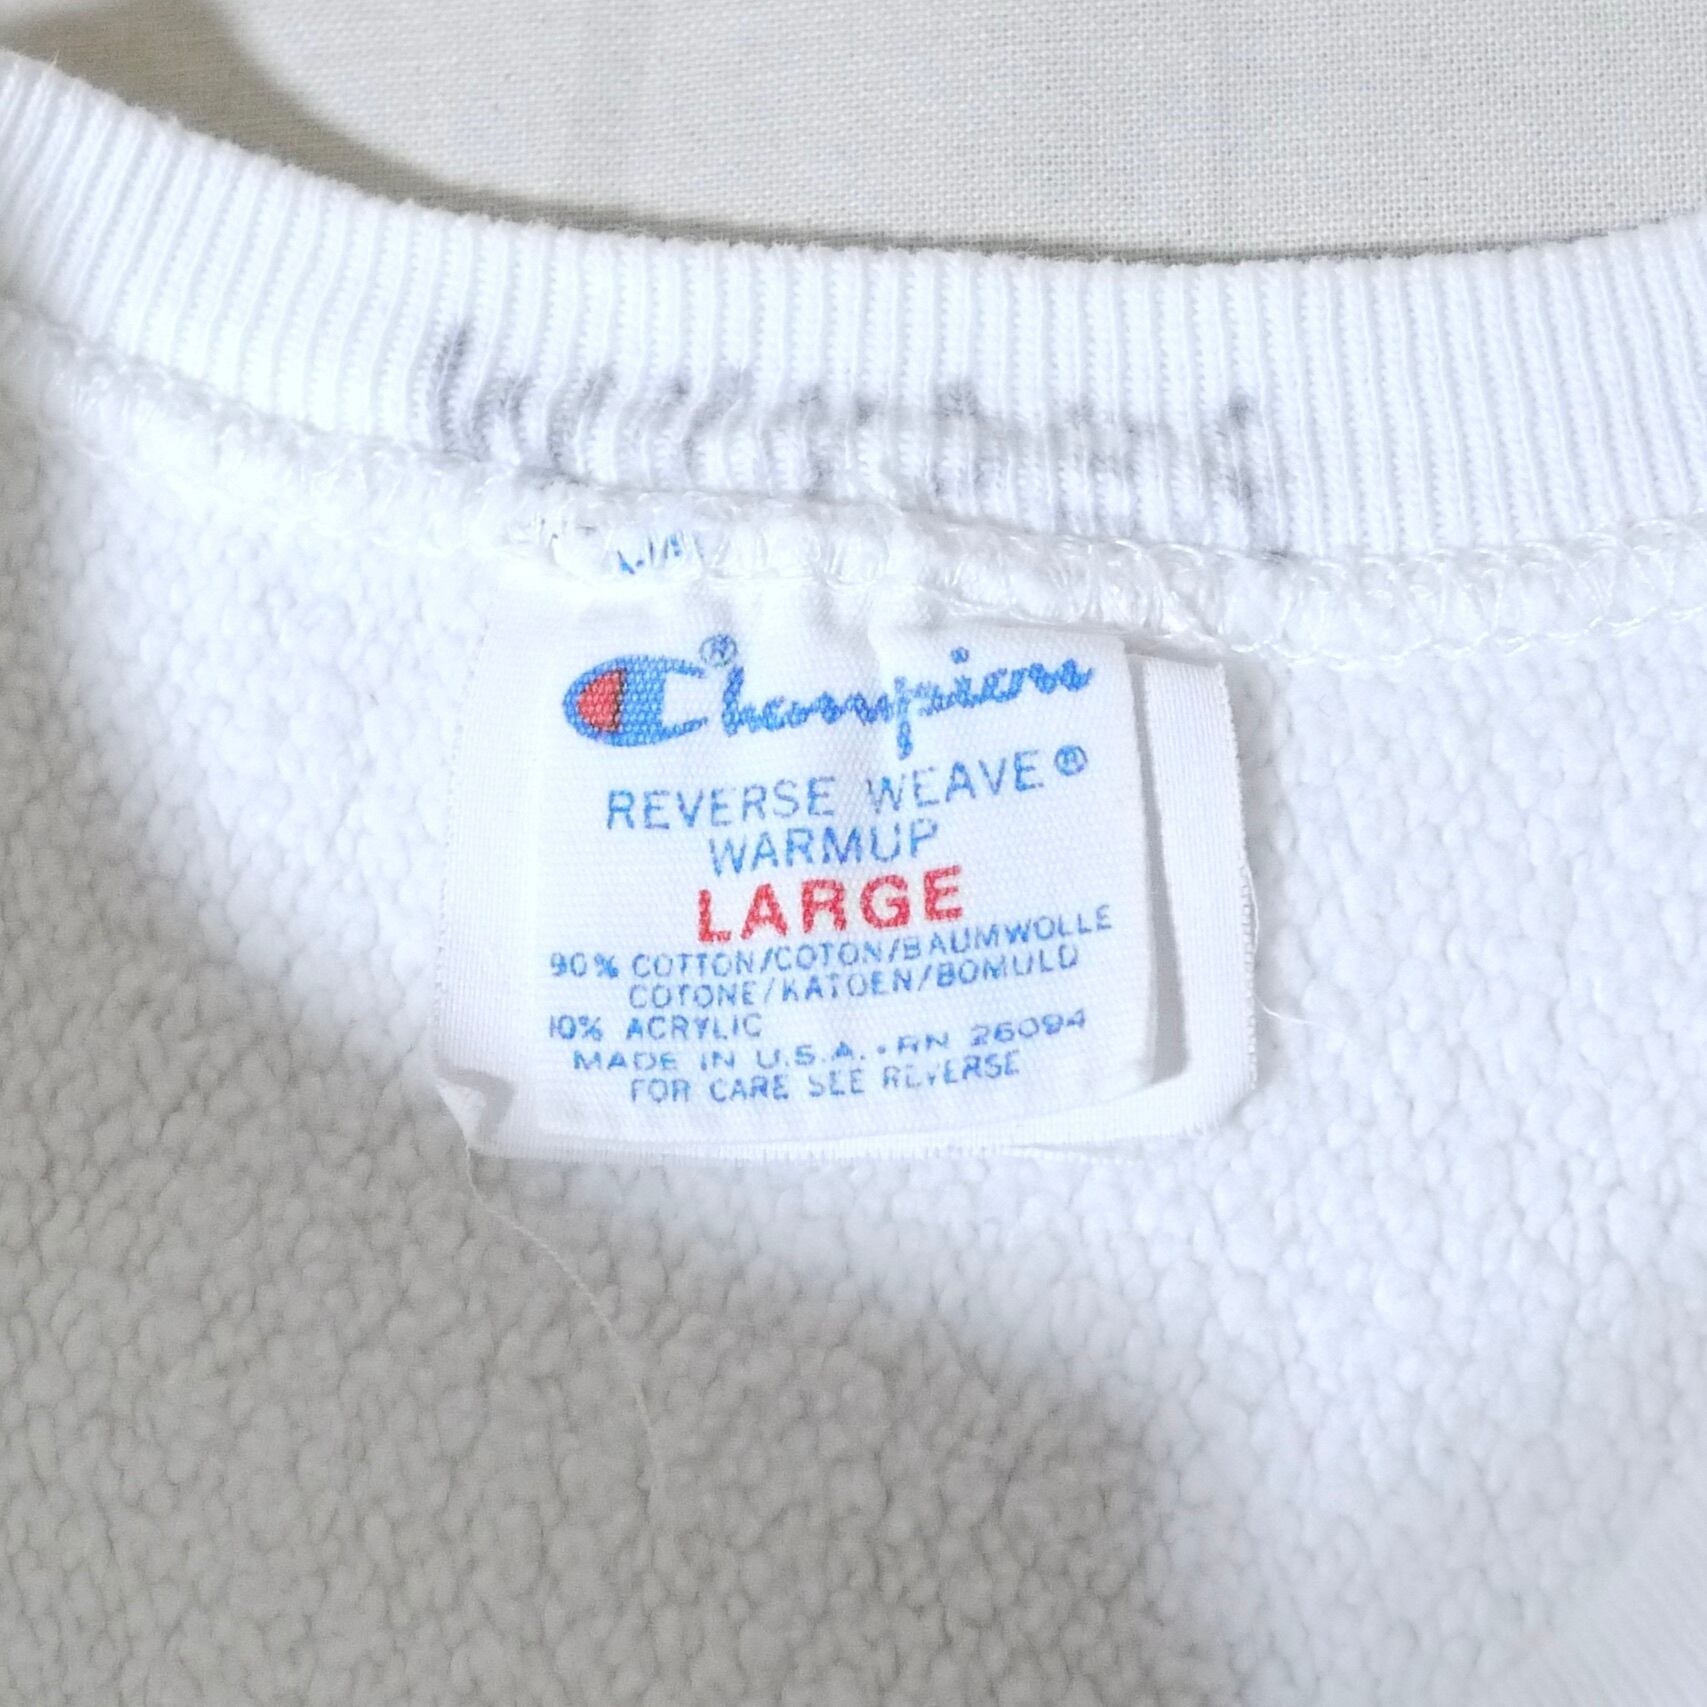 Champion®
REVERSE WEAVE®
WARMUP
LARGE
90% COTTON/COTON/BAUMWOLLE
COTONE/KATOEN/BOMULD
10% ACRYLIC
MADE IN U.S.A. • RN 26094
FOR CARE SEE REVERSE